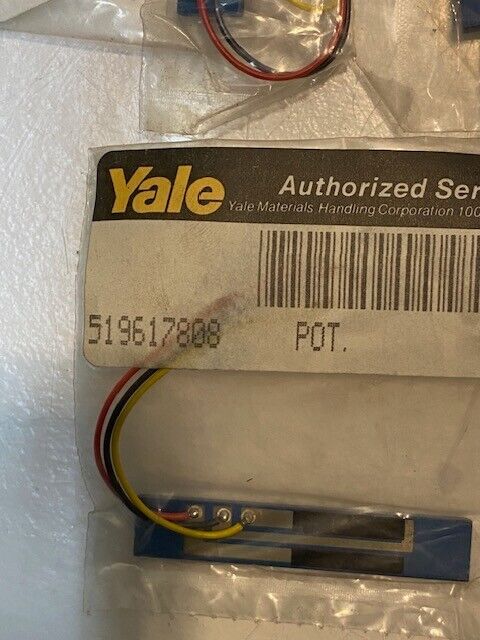 Yale
Authorized Ser
Yale Materials Handling Corporation 100
519617808
POT.